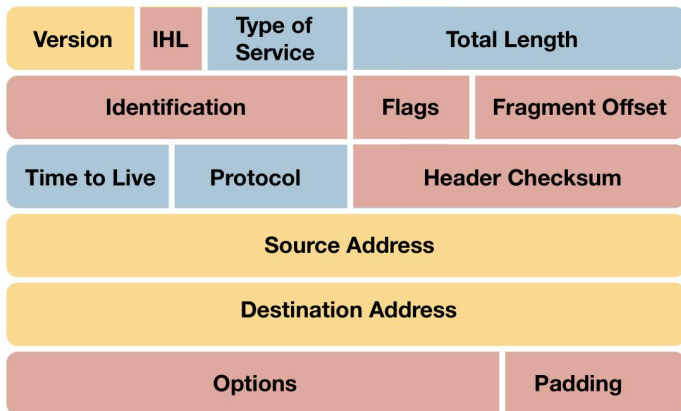 Version IHL Type of Service Total Length
Identification Flags Fragment Offset
Time to Live Protocol Header Checksum
Source Address
Destination Address
Options Padding